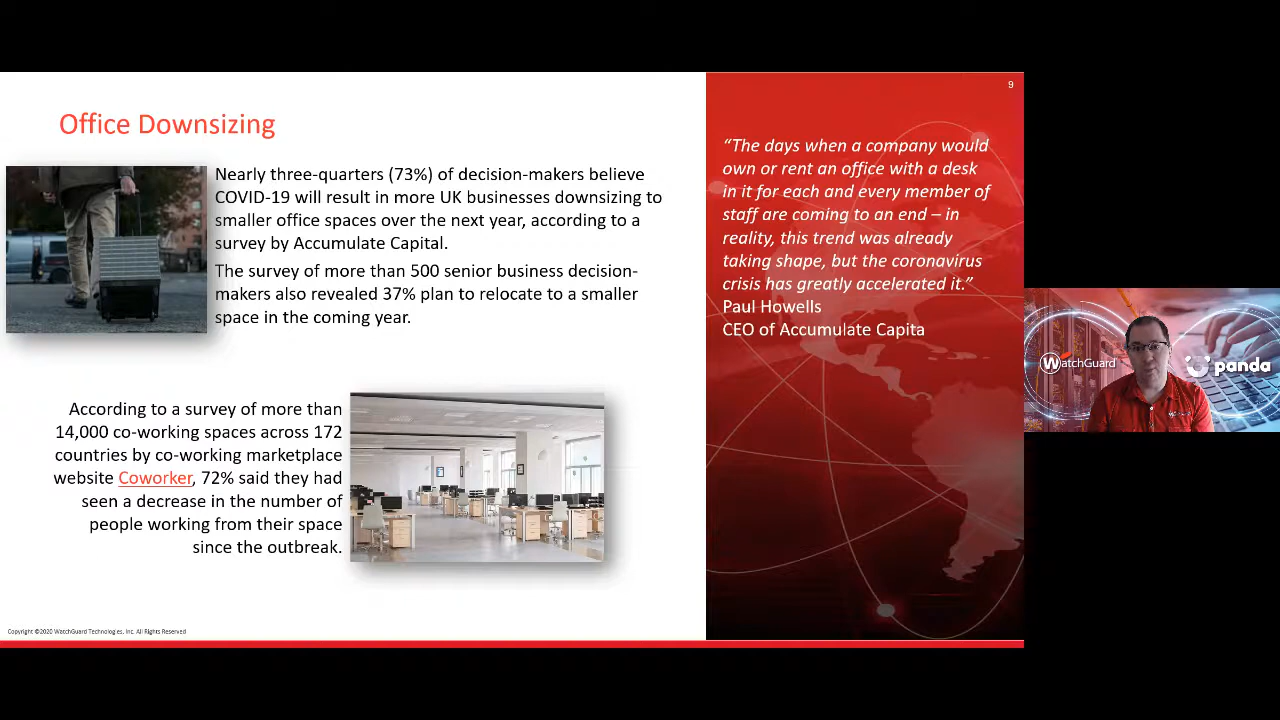 Office Downsizing
Nearly three-quarters (73%) of decision-makers believe
COVID-19 will result in more UK businesses downsizing to
smaller office spaces over the next year, according to a
survey by Accumulate Capital.
The survey of more than 500 senior business decision-
makers also revealed 37% plan to relocate to a smaller
space in the coming year.
According to a survey of more than
14,000 co-working spaces across 172
countries by co-working marketplace
website Coworker, 72% said they had
seen a decrease in the number of
people working from their space
since the outbreak.
Copyright ©2020 WatchGuard Technologies, Inc. All Rights Reserved
9
“The days when a company would
own or rent an office with a desk
in it for each and every member of
staff are coming to an end – in
reality, this trend was already
taking shape, but the coronavirus
crisis has greatly accelerated it.”
Paul Howells
CEO of Accumulate Capita
WatchGuard
panda